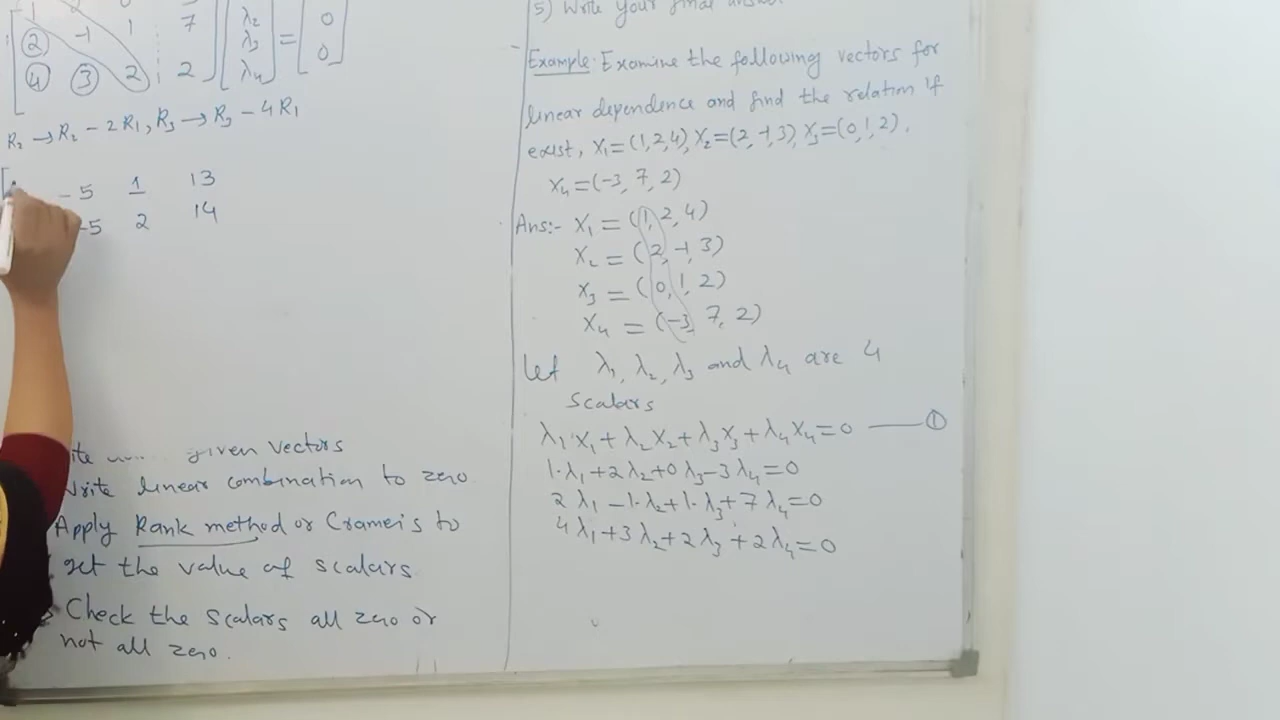 2 -1 1 7 λ₃ = 0
4 3 2 2 λ₄ 0
R₂ → R₂ - 2R₁, R₃ → R₃ - 4R₁
-5 1 13
-5 2 14
given vectors
write linear combination to zero
Apply Rank method or Cramer's to
get the value of scalars
Check the scalars all zero or
not all zero.
5) Write your final
Example: Examine the following vectors for
linear dependence and find the relation if
exist, X₁=(1,2,4), X₂=(2,-1,3) X₃=(0,1,2),
X₄=(-3, 7, 2)
Ans:- X₁ = (1, 2, 4)
X₂ = (2, -1, 3)
X₃ = (0, 1, 2)
X₄ = (-3, 7, 2)
Let λ₁, λ₂, λ₃ and λ₄ are 4
scalars
λ₁X₁ + λ₂X₂ + λ₃X₃ + λ₄X₄ = 0 —— ①
1·λ₁ + 2λ₂ + 0λ₃ - 3λ₄ = 0
2λ₁ - 1·λ₂ + 1·λ₃ + 7λ₄ = 0
4λ₁ + 3λ₂ + 2λ₃ + 2λ₄ = 0